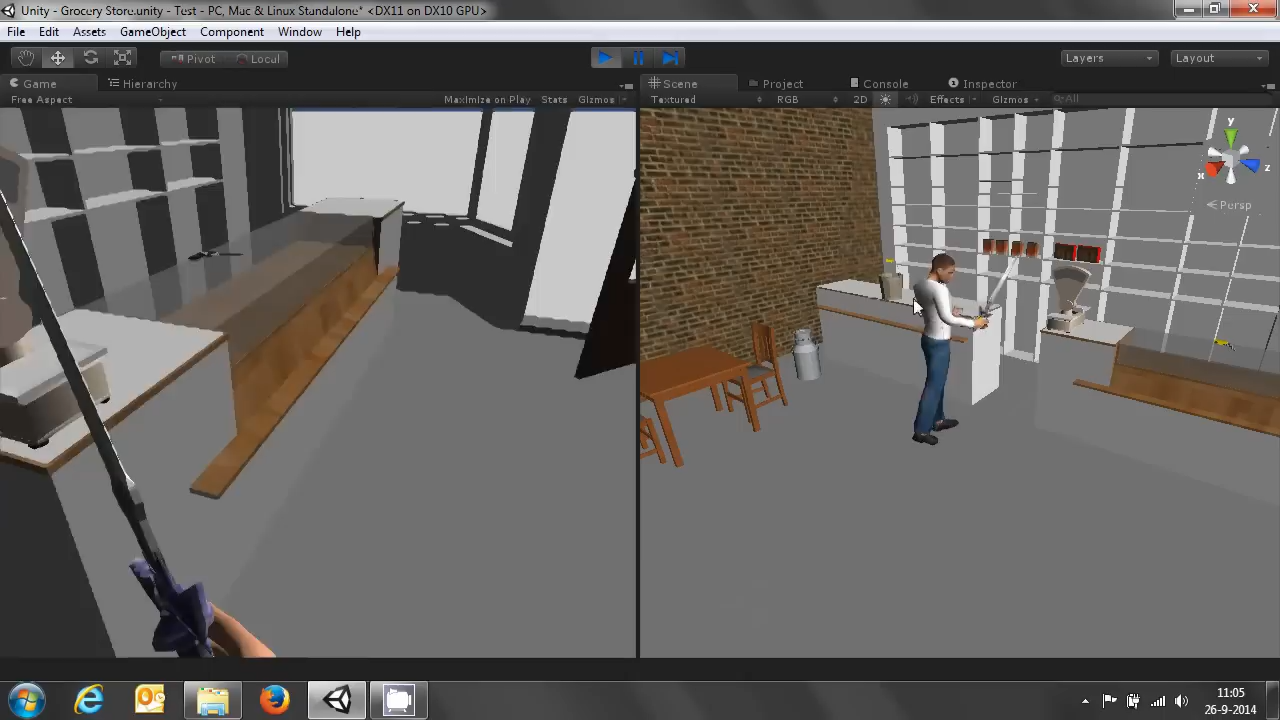 Unity - Grocery Store.unity - Test - PC, Mac & Linux Standalone* <DX11 on DX10 GPU>
File Edit Assets GameObject Component Window Help
Pivot Local Layers Layout
Game Hierarchy Scene Project Console Inspector
Free Aspect Maximize on Play Stats Gizmos Textured RGB 2D Effects Gizmos All
y
x z
Persp
11:05
26-9-2014